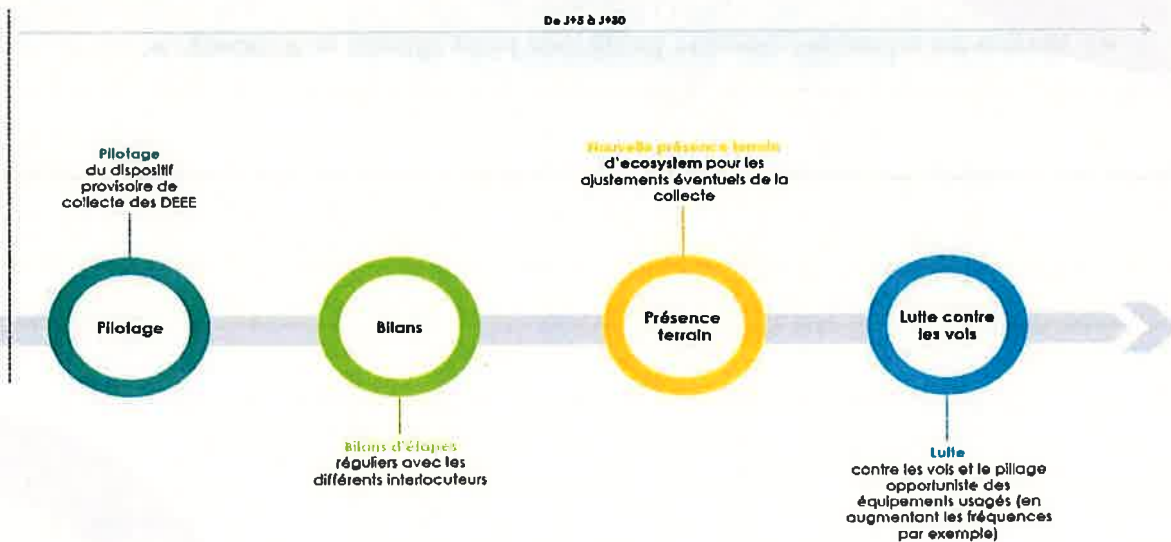 De J+5 à J+30
Pilotage
du dispositif
provisoire de
collecte des DEEE
Nouvelle présence terrain
d'ecosystem pour les
ajustements éventuels de la
collecte
Pilotage
Bilans
Présence
terrain
Lutte contre
les vols
Bilans d'étapes
réguliers avec les
différents interlocuteurs
Lutte
contre les vols et le pillage
opportuniste des
équipements usagés (en
augmentant les fréquences
par exemple)